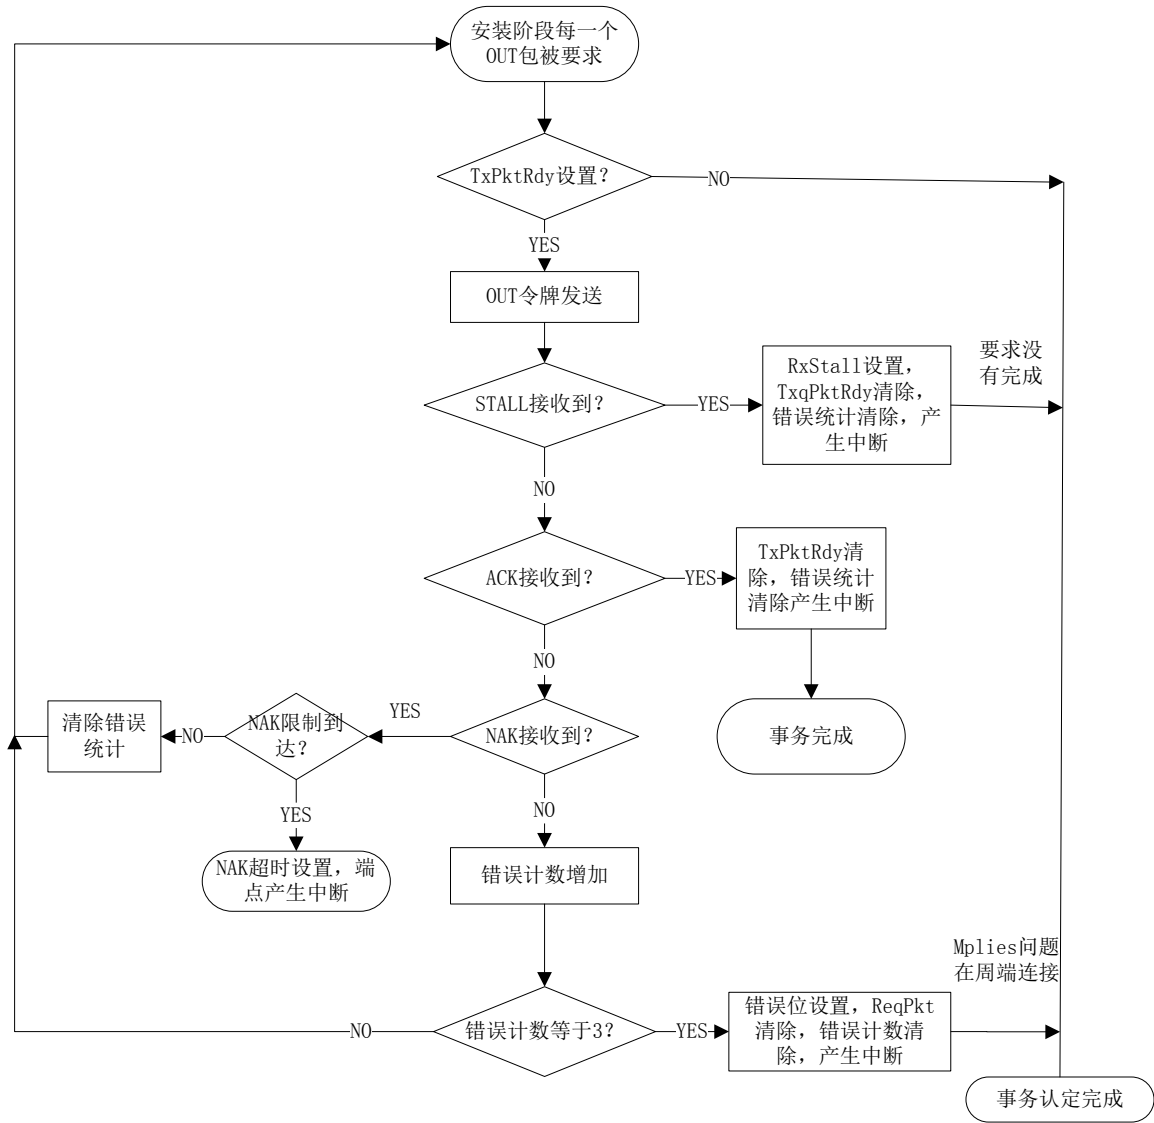 安装阶段每一个
OUT包被要求
TxPktRdy设置?
NO
YES
OUT令牌发送
STALL接收到?
YES
RxStall设置,
TxqPktRdy清除,
错误统计清除,产
生中断
要求没
有完成
NO
ACK接收到?
YES
TxPktRdy清
除,错误统计
清除产生中断
NO
事务完成
NAK接收到?
YES
NAK限制到
达?
NO
清除错误
统计
YES
NAK超时设置,端
点产生中断
NO
错误计数增加
错误计数等于3?
NO
YES
错误位设置,ReqPkt
清除,错误计数清
除,产生中断
Mplies问题
在周端连接
事务认定完成